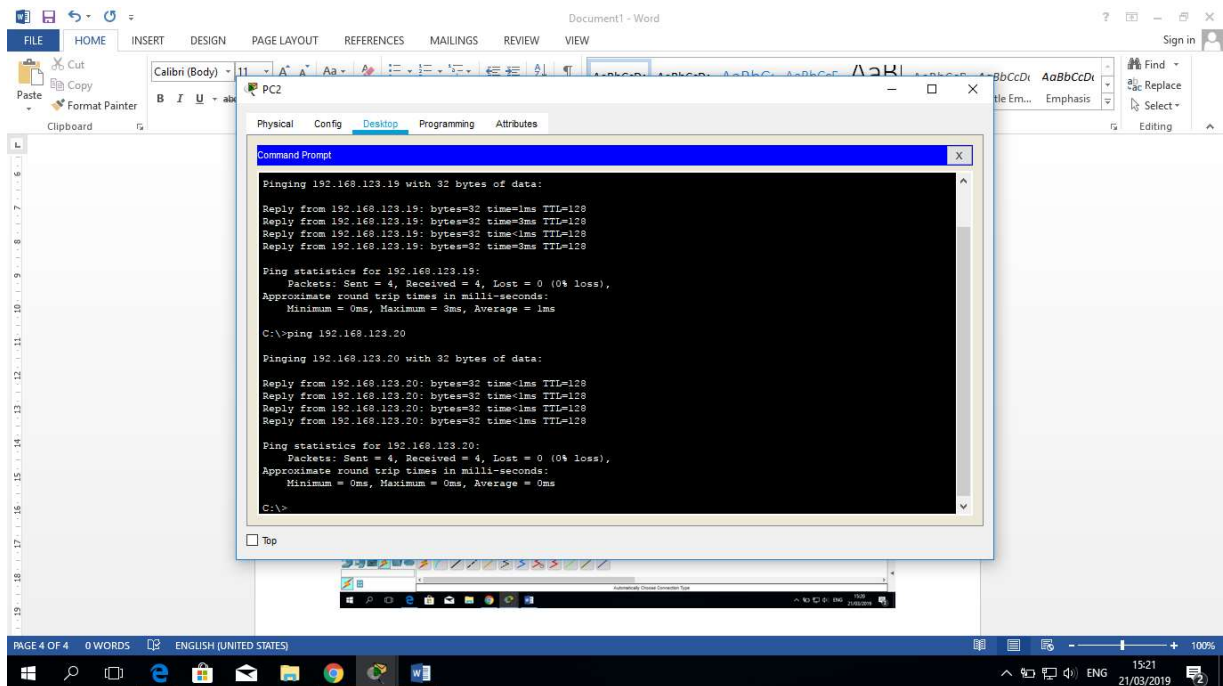 Document1 - Word
FILE HOME INSERT DESIGN PAGE LAYOUT REFERENCES MAILINGS REVIEW VIEW Sign in
Cut
Copy
Paste
Format Painter
Clipboard
Calibri (Body) 11
B I U
Emphasis
Find
Replace
Select
Editing
PC2
Physical Config Desktop Programming Attributes
Command Prompt X
Pinging 192.168.123.19 with 32 bytes of data:
Reply from 192.168.123.19: bytes=32 time=1ms TTL=128
Reply from 192.168.123.19: bytes=32 time=3ms TTL=128
Reply from 192.168.123.19: bytes=32 time<1ms TTL=128
Reply from 192.168.123.19: bytes=32 time=3ms TTL=128
Ping statistics for 192.168.123.19:
Packets: Sent = 4, Received = 4, Lost = 0 (0% loss),
Approximate round trip times in milli-seconds:
Minimum = 0ms, Maximum = 3ms, Average = 1ms
C:\>ping 192.168.123.20
Pinging 192.168.123.20 with 32 bytes of data:
Reply from 192.168.123.20: bytes=32 time<1ms TTL=128
Reply from 192.168.123.20: bytes=32 time<1ms TTL=128
Reply from 192.168.123.20: bytes=32 time<1ms TTL=128
Reply from 192.168.123.20: bytes=32 time<1ms TTL=128
Ping statistics for 192.168.123.20:
Packets: Sent = 4, Received = 4, Lost = 0 (0% loss),
Approximate round trip times in milli-seconds:
Minimum = 0ms, Maximum = 0ms, Average = 0ms
C:\>
Top
Automatically Choose Connection Type
ENG 21/03/2019
PAGE 4 OF 4 0 WORDS ENGLISH (UNITED STATES) 100%
ENG 15:21
21/03/2019